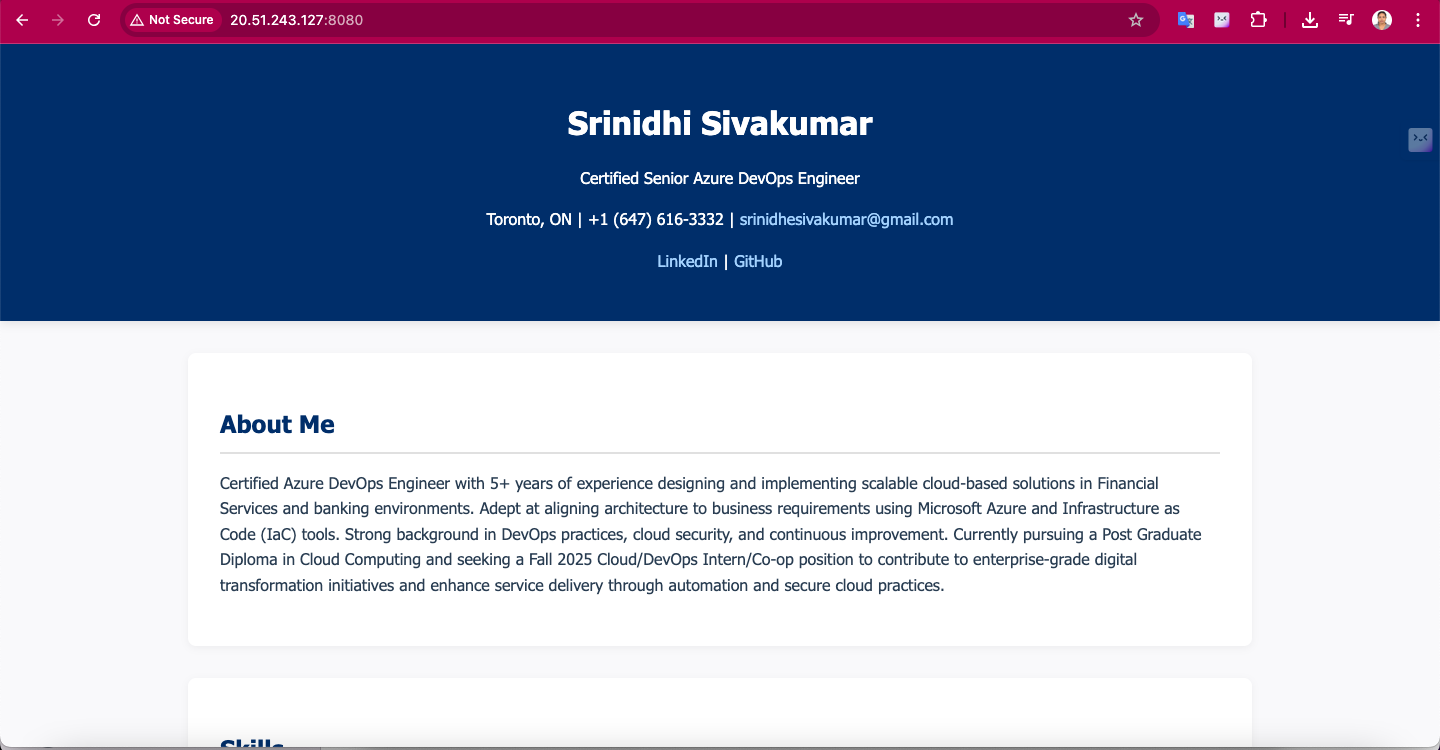 Not Secure 20.51.243.127:8080
Srinidhi Sivakumar
Certified Senior Azure DevOps Engineer
Toronto, ON | +1 (647) 616-3332 | srinidhesivakumar@gmail.com
LinkedIn | GitHub
About Me
Certified Azure DevOps Engineer with 5+ years of experience designing and implementing scalable cloud-based solutions in Financial
Services and banking environments. Adept at aligning architecture to business requirements using Microsoft Azure and Infrastructure as
Code (IaC) tools. Strong background in DevOps practices, cloud security, and continuous improvement. Currently pursuing a Post Graduate
Diploma in Cloud Computing and seeking a Fall 2025 Cloud/DevOps Intern/Co-op position to contribute to enterprise-grade digital
transformation initiatives and enhance service delivery through automation and secure cloud practices.
Skills